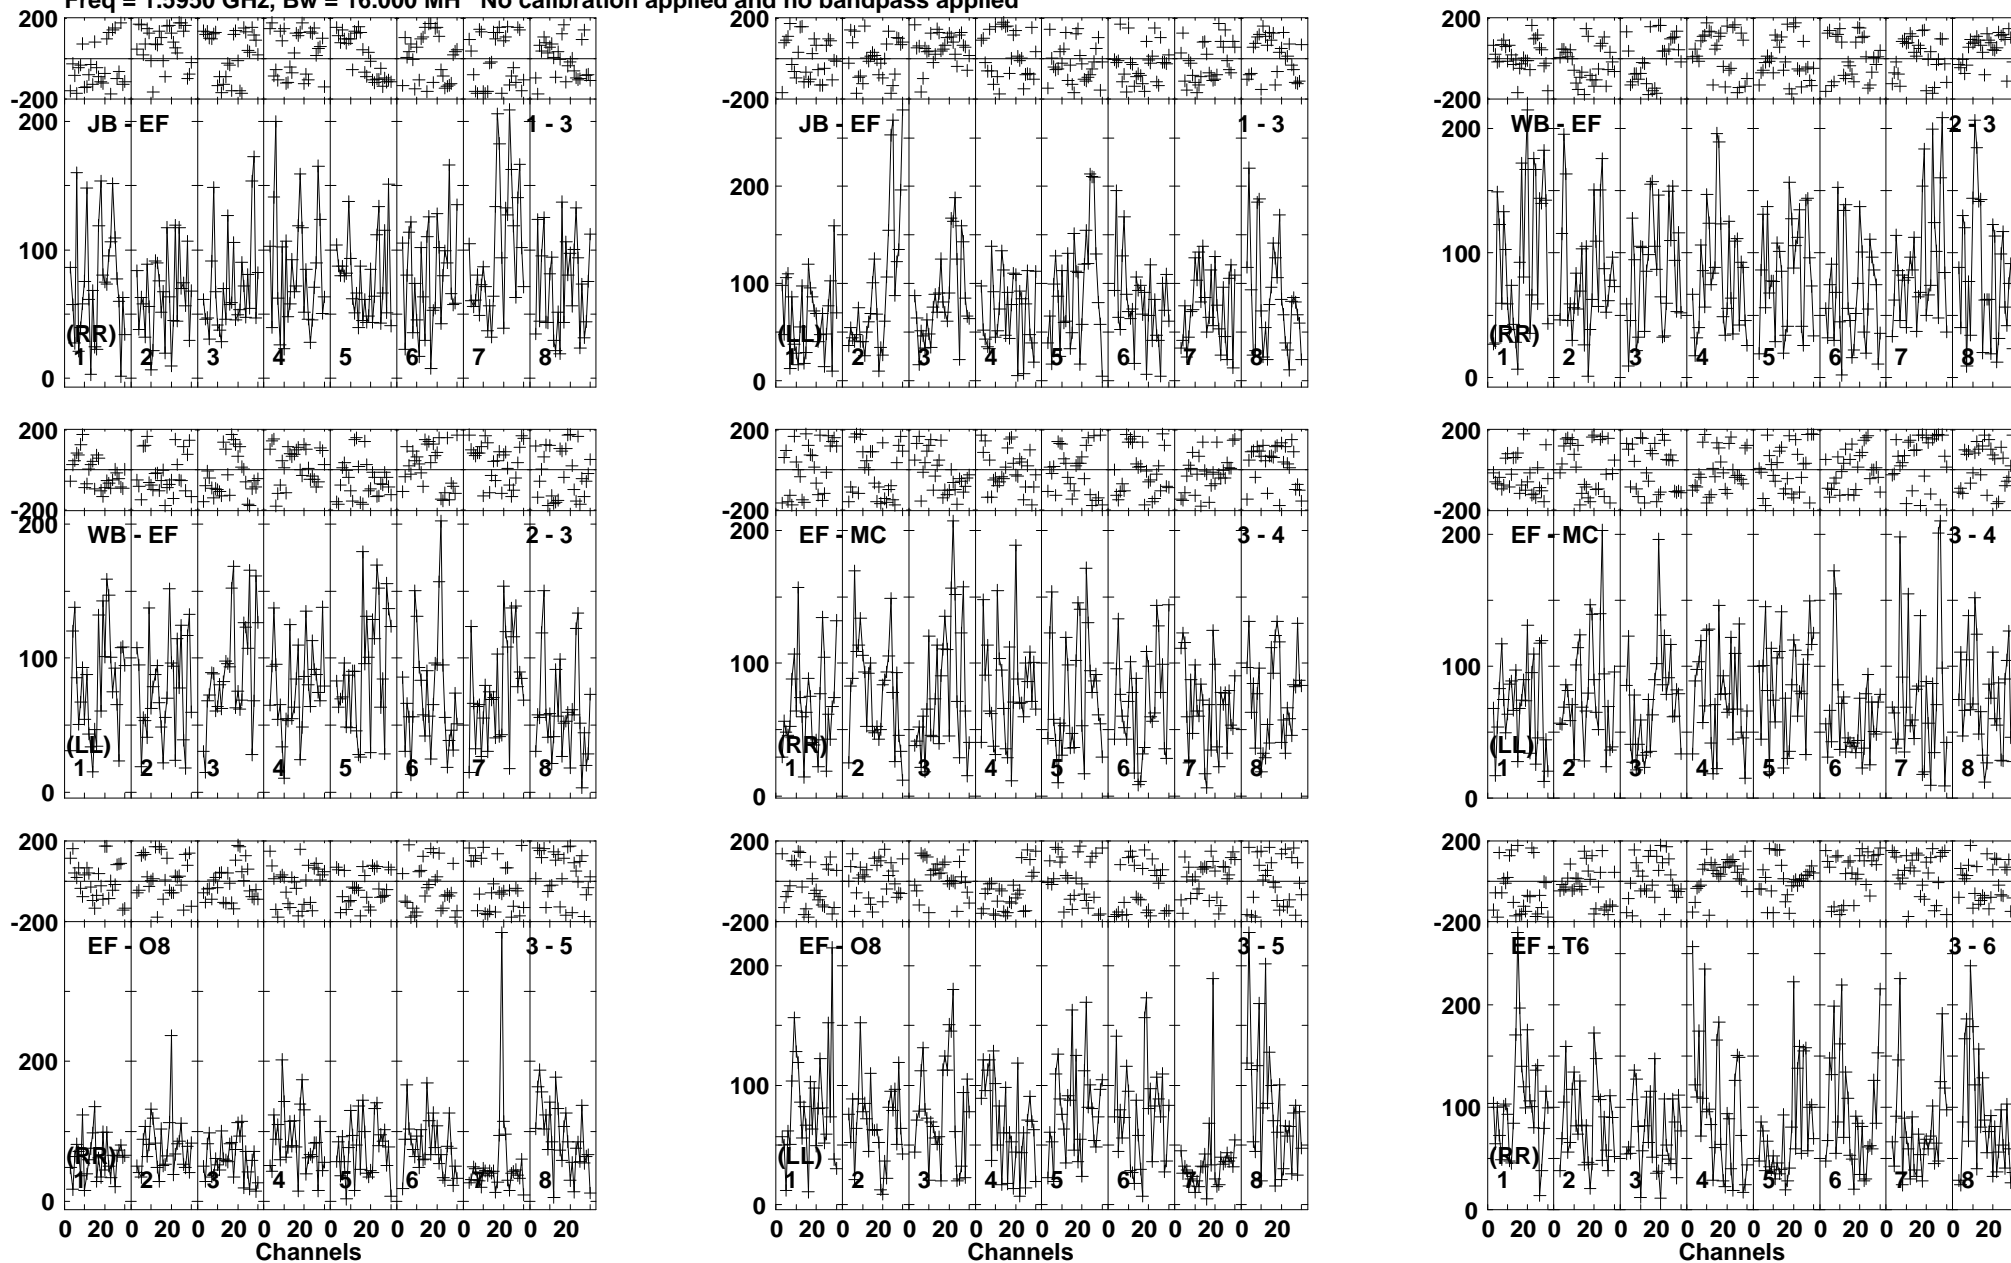 Freq = 1.5950 GHz, Bw = 16.000 MH No calibration applied and no bandpass applied
200 200 200
-200 -200 -200
JB - EF 1 - 3 JB - EF 1 - 3 WB - EF 2 - 3
200 200 200
100 100 100
0 0 0
(RR) (LL) (RR)
1 2 3 4 5 6 7 8 1 2 3 4 5 6 7 8 1 2 3 4 5 6 7 8
200 200 200
-200 -200 -200
WB - EF 2 - 3 EF - MC 3 - 4 EF - MC 3 - 4
200 200 200
100 100 100
0 0 0
(LL) (RR) (LL)
1 2 3 4 5 6 7 8 1 2 3 4 5 6 7 8 1 2 3 4 5 6 7 8
200 200 200
-200 -200 -200
EF - O8 3 - 5 EF - O8 3 - 5 EF - T6 3 - 6
200 200 200
100 100
0 0 0
(RR) (LL) (RR)
1 2 3 4 5 6 7 8 1 2 3 4 5 6 7 8 1 2 3 4 5 6 7 8
0 20 0 20 0 20 0 20 0 20 0 20 0 20 0 20 0 20 0 20 0 20 0 20 0 20 0 20 0 20 0 20 0 20 0 20 0 20 0 20 0 20 0 20 0 20 0 20
Channels Channels Channels